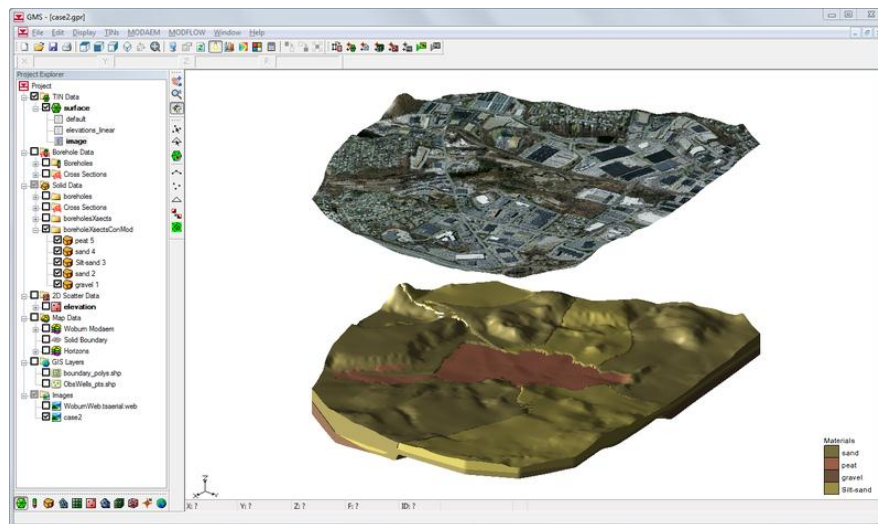 GMS - [case2.gpr]
File Edit Display TINs MODAEM MODFLOW Window Help
X: Y: Z: F:
Project Explorer
Project
TIN Data
surface
default
elevations_linear
image
Borehole Data
Boreholes
Cross Sections
Solid Data
boreholes
Cross Sections
boreholesXsects
boreholeXsectsConMod
peat 5
sand 4
Silt-sand 3
sand 2
gravel 1
2D Scatter Data
elevation
Map Data
Woburn Modaem
Solid Boundary
Horizons
GIS Layers
boundary_polys.shp
ObsWells_pts.shp
Images
WoburnWeb.tsaerial.web
case2
Materials
sand
peat
gravel
Silt-sand
Z
X
X: ? Y: ? Z: ? F: ? ID: ?